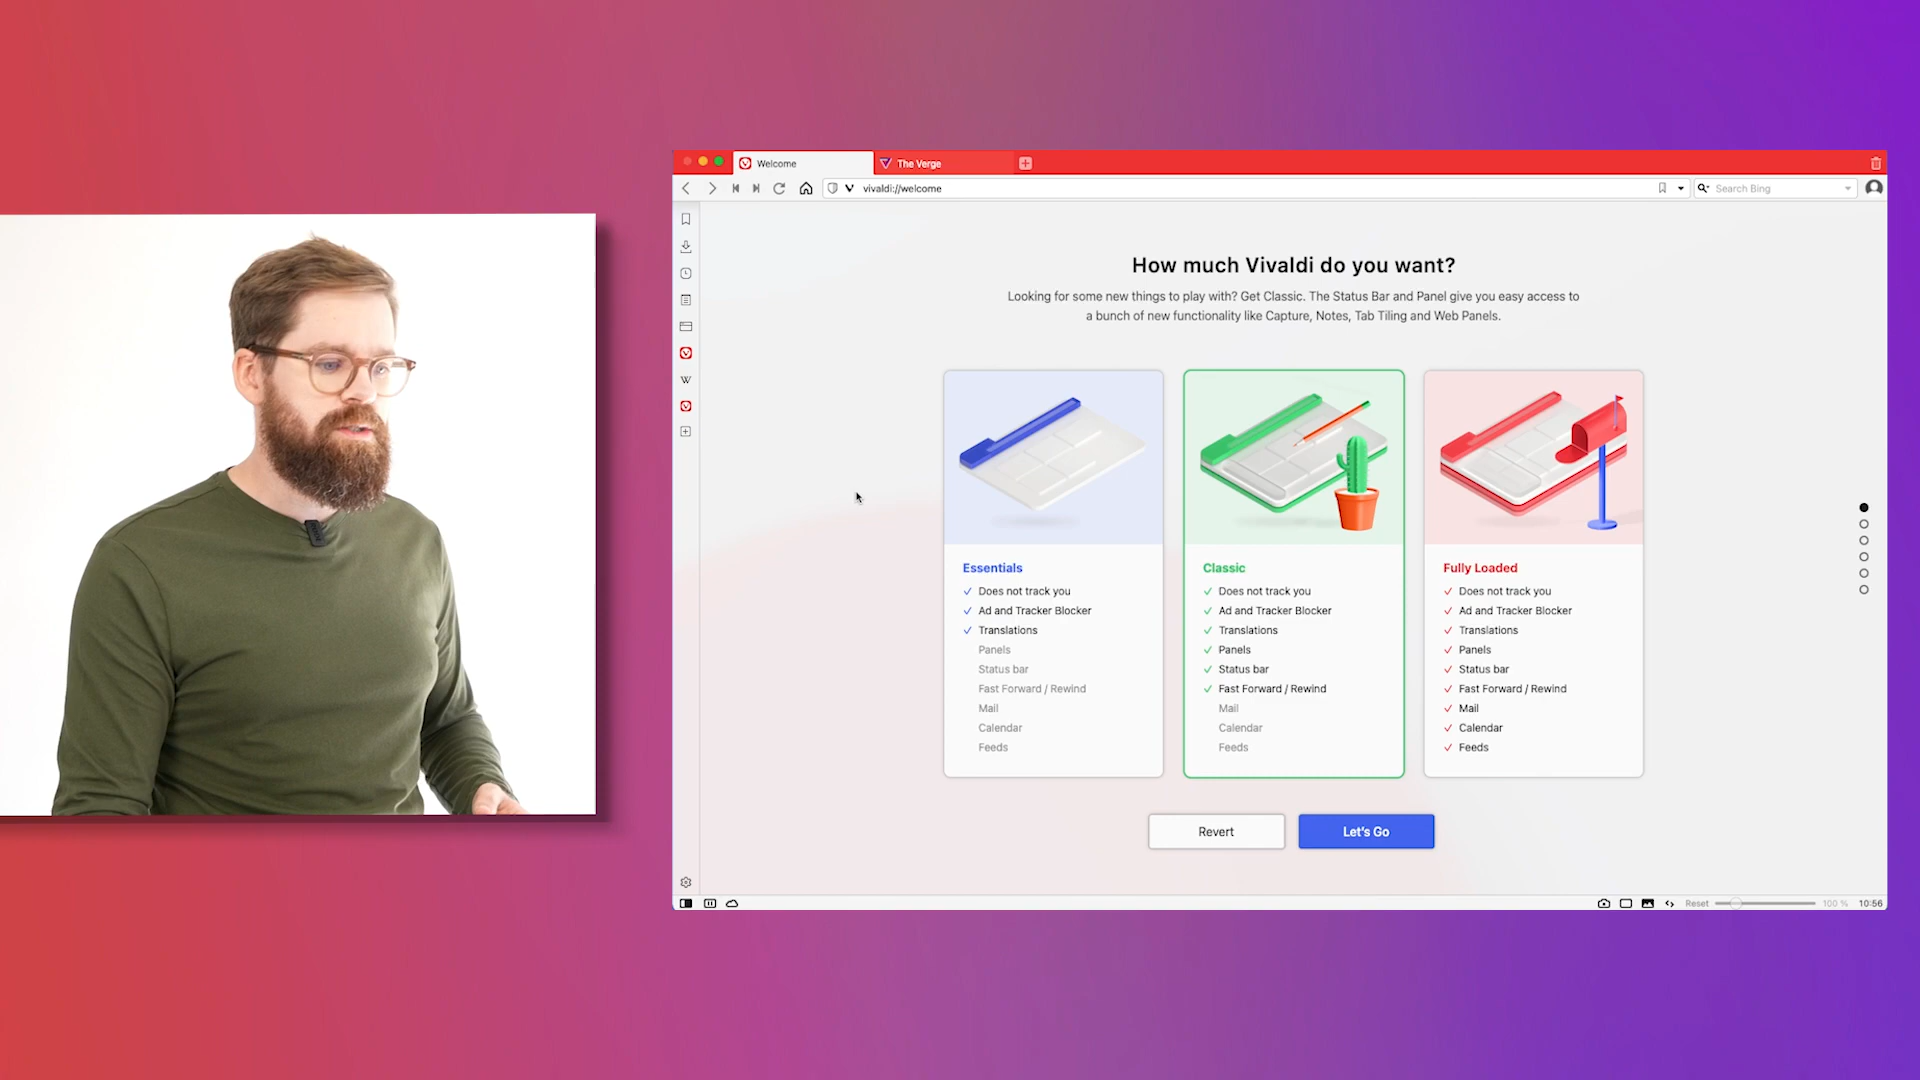 Welcome
The Verge
vivaldi://welcome
Search Bing
W
How much Vivaldi do you want?
Looking for some new things to play with? Get Classic. The Status Bar and Panel give you easy access to
a bunch of new functionality like Capture, Notes, Tab Tiling and Web Panels.
Essentials
Does not track you
Ad and Tracker Blocker
Translations
Panels
Status bar
Fast Forward / Rewind
Mail
Calendar
Feeds
Classic
Does not track you
Ad and Tracker Blocker
Translations
Panels
Status bar
Fast Forward / Rewind
Mail
Calendar
Feeds
Fully Loaded
Does not track you
Ad and Tracker Blocker
Translations
Panels
Status bar
Fast Forward / Rewind
Mail
Calendar
Feeds
Revert
Let's Go
Reset
100 %
10:56